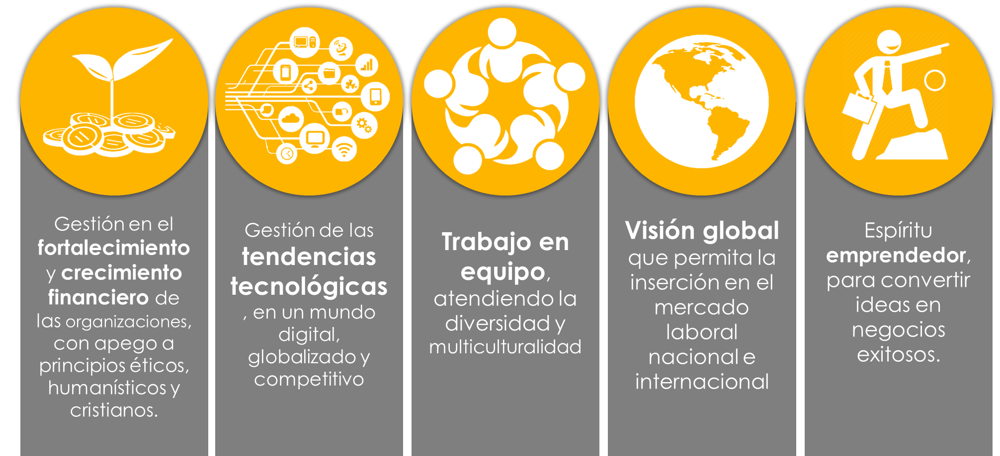 Gestión en el
fortalecimiento
y crecimiento
financiero de
las organizaciones,
con apego a
principios éticos,
humanísticos y
cristianos.
Gestión de las
tendencias
tecnológicas
, en un mundo
digital,
globalizado y
competitivo
Trabajo en
equipo,
atendiendo la
diversidad y
multiculturalidad
Visión global
que permita la
inserción en el
mercado
laboral
nacional e
internacional
Espíritu
emprendedor,
para convertir
ideas en
negocios
exitosos.